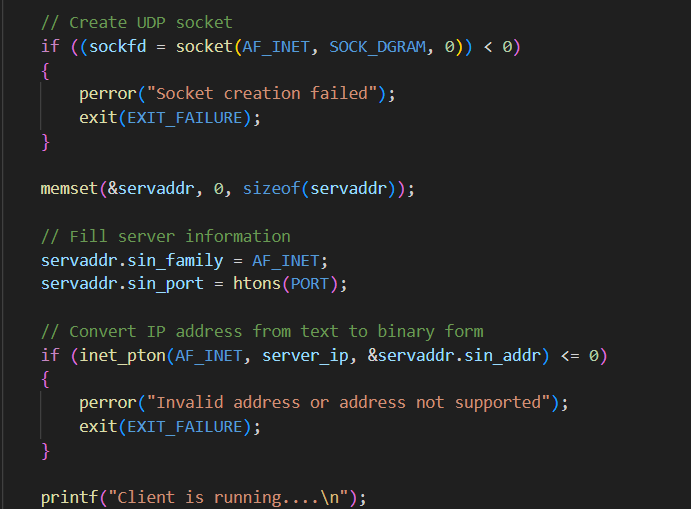 // Create UDP socket
if ((sockfd = socket(AF_INET, SOCK_DGRAM, 0)) < 0)
{
    perror("Socket creation failed");
    exit(EXIT_FAILURE);
}
memset(&servaddr, 0, sizeof(servaddr));
// Fill server information
servaddr.sin_family = AF_INET;
servaddr.sin_port = htons(PORT);
// Convert IP address from text to binary form
if (inet_pton(AF_INET, server_ip, &servaddr.sin_addr) <= 0)
{
    perror("Invalid address or address not supported");
    exit(EXIT_FAILURE);
}
printf("Client is running....\n");